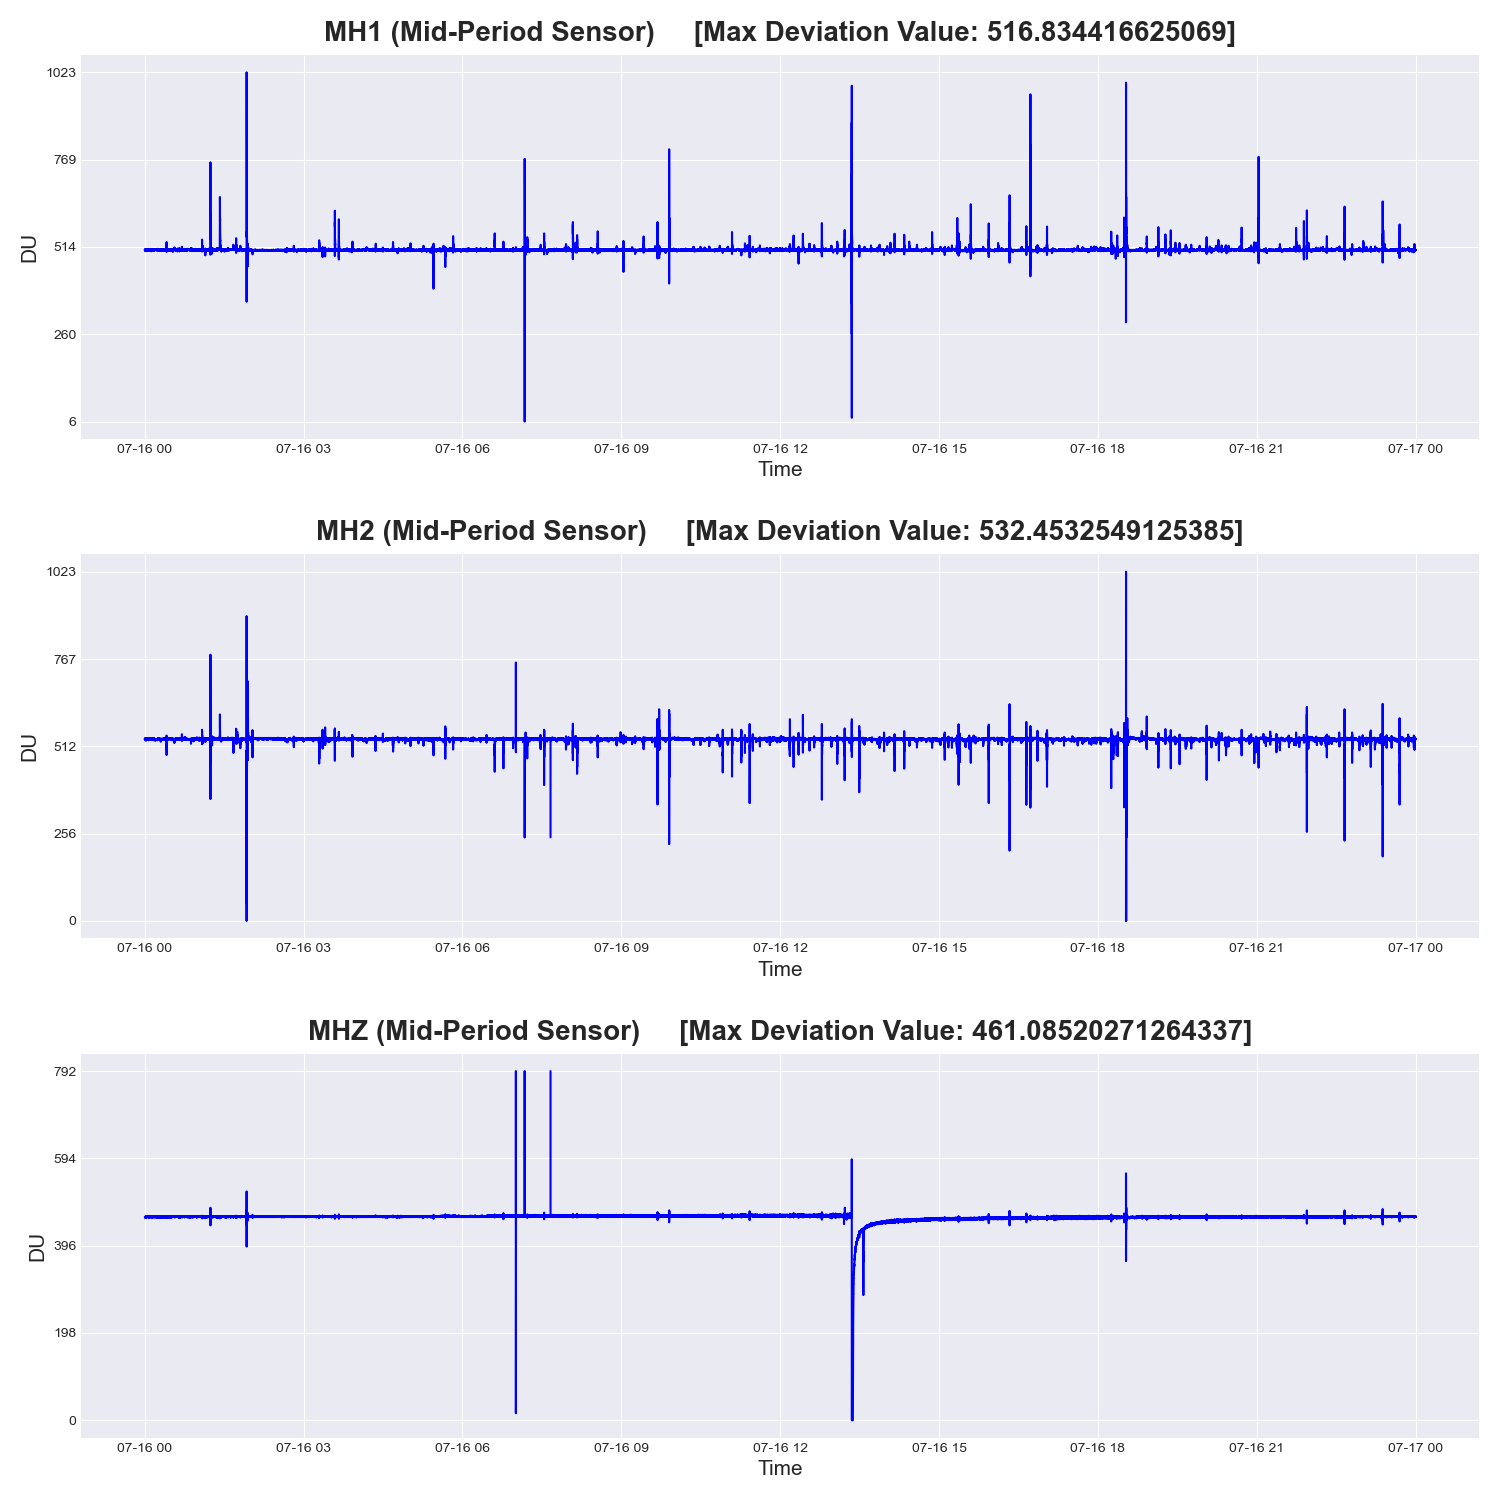 MH1 (Mid-Period Sensor) [Max Deviation Value: 516.834416625069]
1023
769
514
260
6
DU
07-16 00 07-16 03 07-16 06 07-16 09 07-16 12 07-16 15 07-16 18 07-16 21 07-17 00
Time
MH2 (Mid-Period Sensor) [Max Deviation Value: 532.4532549125385]
1023
767
512
256
0
DU
07-16 00 07-16 03 07-16 06 07-16 09 07-16 12 07-16 15 07-16 18 07-16 21 07-17 00
Time
MHZ (Mid-Period Sensor) [Max Deviation Value: 461.08520271264337]
792
594
396
198
0
DU
07-16 00 07-16 03 07-16 06 07-16 09 07-16 12 07-16 15 07-16 18 07-16 21 07-17 00
Time